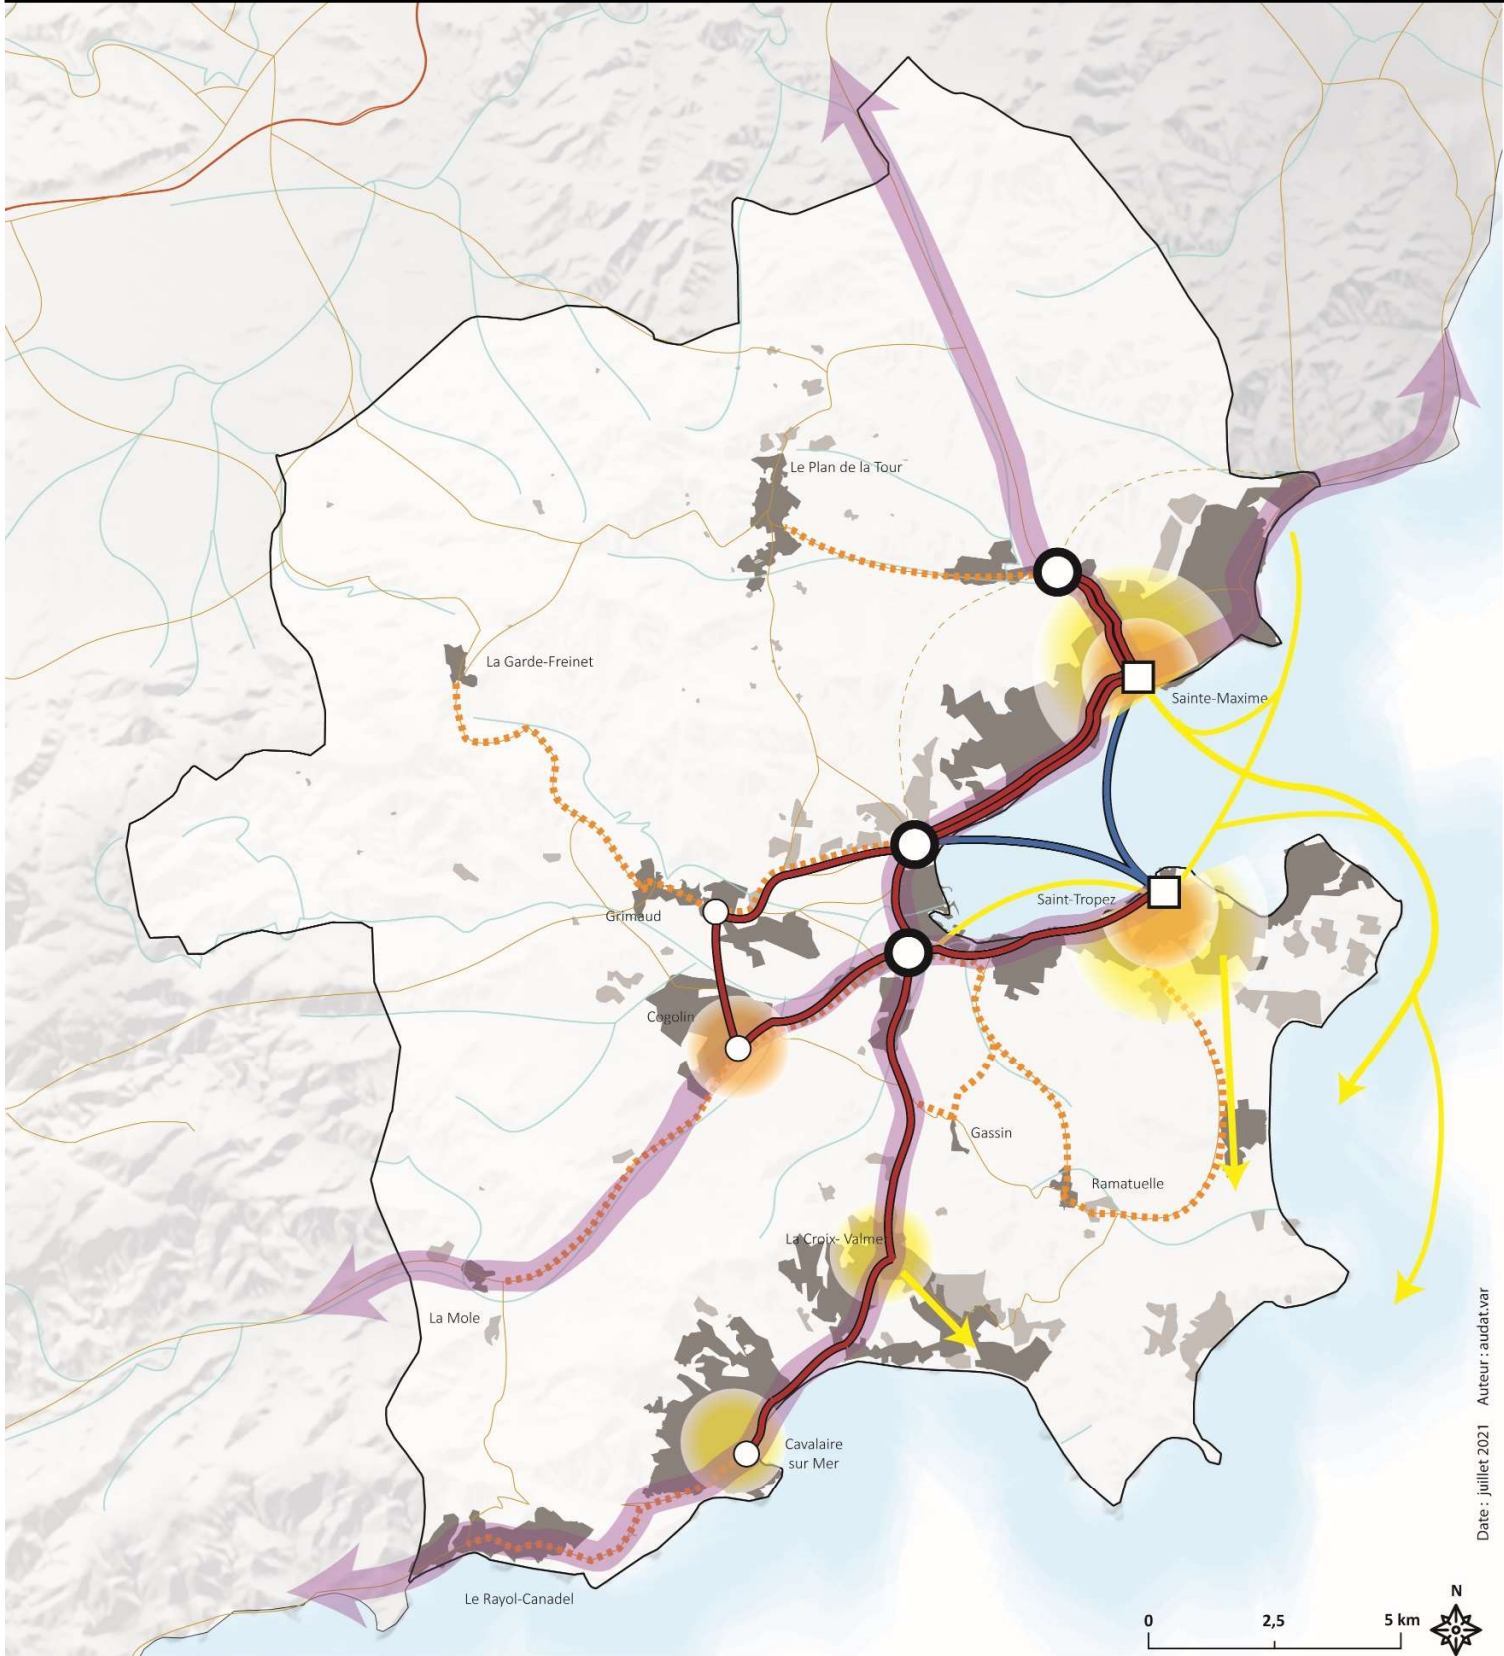 Le Plan de la Tour
La Garde-Freinet
Sainte-Maxime
Saint-Tropez
Grimaud
Cogolin
Gassin
Ramatuelle
La Croix- Valmer
La Mole
Cavalaire
sur Mer
Le Rayol-Canadel
Date : juillet 2021 Auteur : audat.var
N
0 2,5 5 km